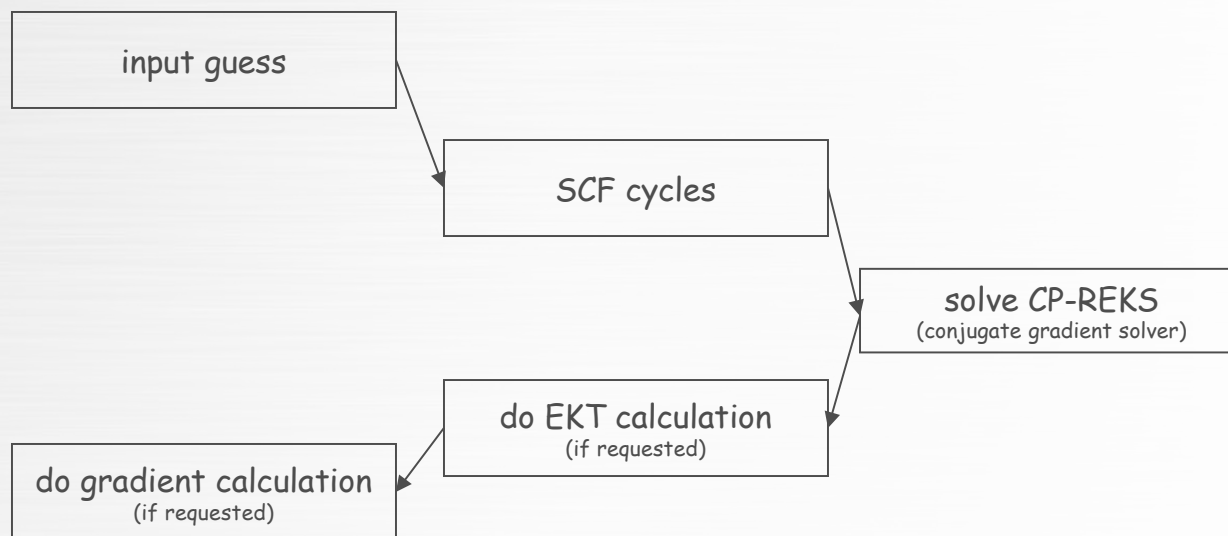 input guess
SCF cycles
solve CP-REKS
(conjugate gradient solver)
do EKT calculation
(if requested)
do gradient calculation
(if requested)